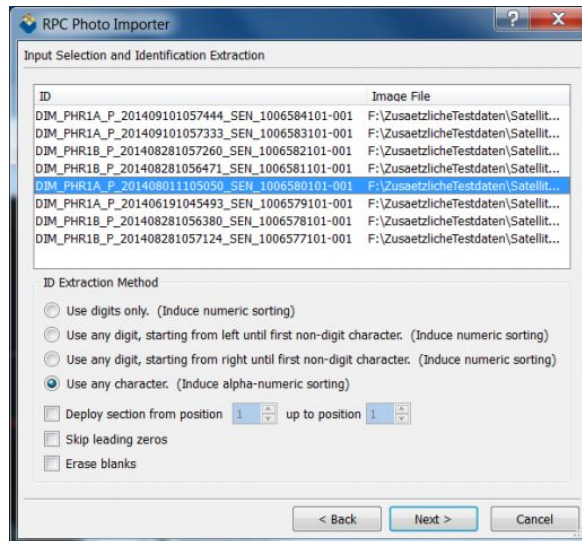 RPC Photo Importer
Input Selection and Identification Extraction
ID Image File
DIM_PHR1A_P_201409101057444_SEN_1006584101-001 F:\ZusaetzlicheTestdaten\Satellit...
DIM_PHR1A_P_201409101057333_SEN_1006583101-001 F:\ZusaetzlicheTestdaten\Satellit...
DIM_PHR1B_P_201408281057260_SEN_1006582101-001 F:\ZusaetzlicheTestdaten\Satellit...
DIM_PHR1B_P_201408281056471_SEN_1006581101-001 F:\ZusaetzlicheTestdaten\Satellit...
DIM_PHR1A_P_201408011105050_SEN_1006580101-001 F:\ZusaetzlicheTestdaten\Satellit...
DIM_PHR1A_P_201406191045493_SEN_1006579101-001 F:\ZusaetzlicheTestdaten\Satellit...
DIM_PHR1B_P_201408281056380_SEN_1006578101-001 F:\ZusaetzlicheTestdaten\Satellit...
DIM_PHR1B_P_201408281057124_SEN_1006577101-001 F:\ZusaetzlicheTestdaten\Satellit...
ID Extraction Method
Use digits only. (Induce numeric sorting)
Use any digit, starting from left until first non-digit character. (Induce numeric sorting)
Use any digit, starting from right until first non-digit character. (Induce numeric sorting)
Use any character. (Induce alpha-numeric sorting)
Deploy section from position 1 up to position 1
Skip leading zeros
Erase blanks
< Back Next > Cancel